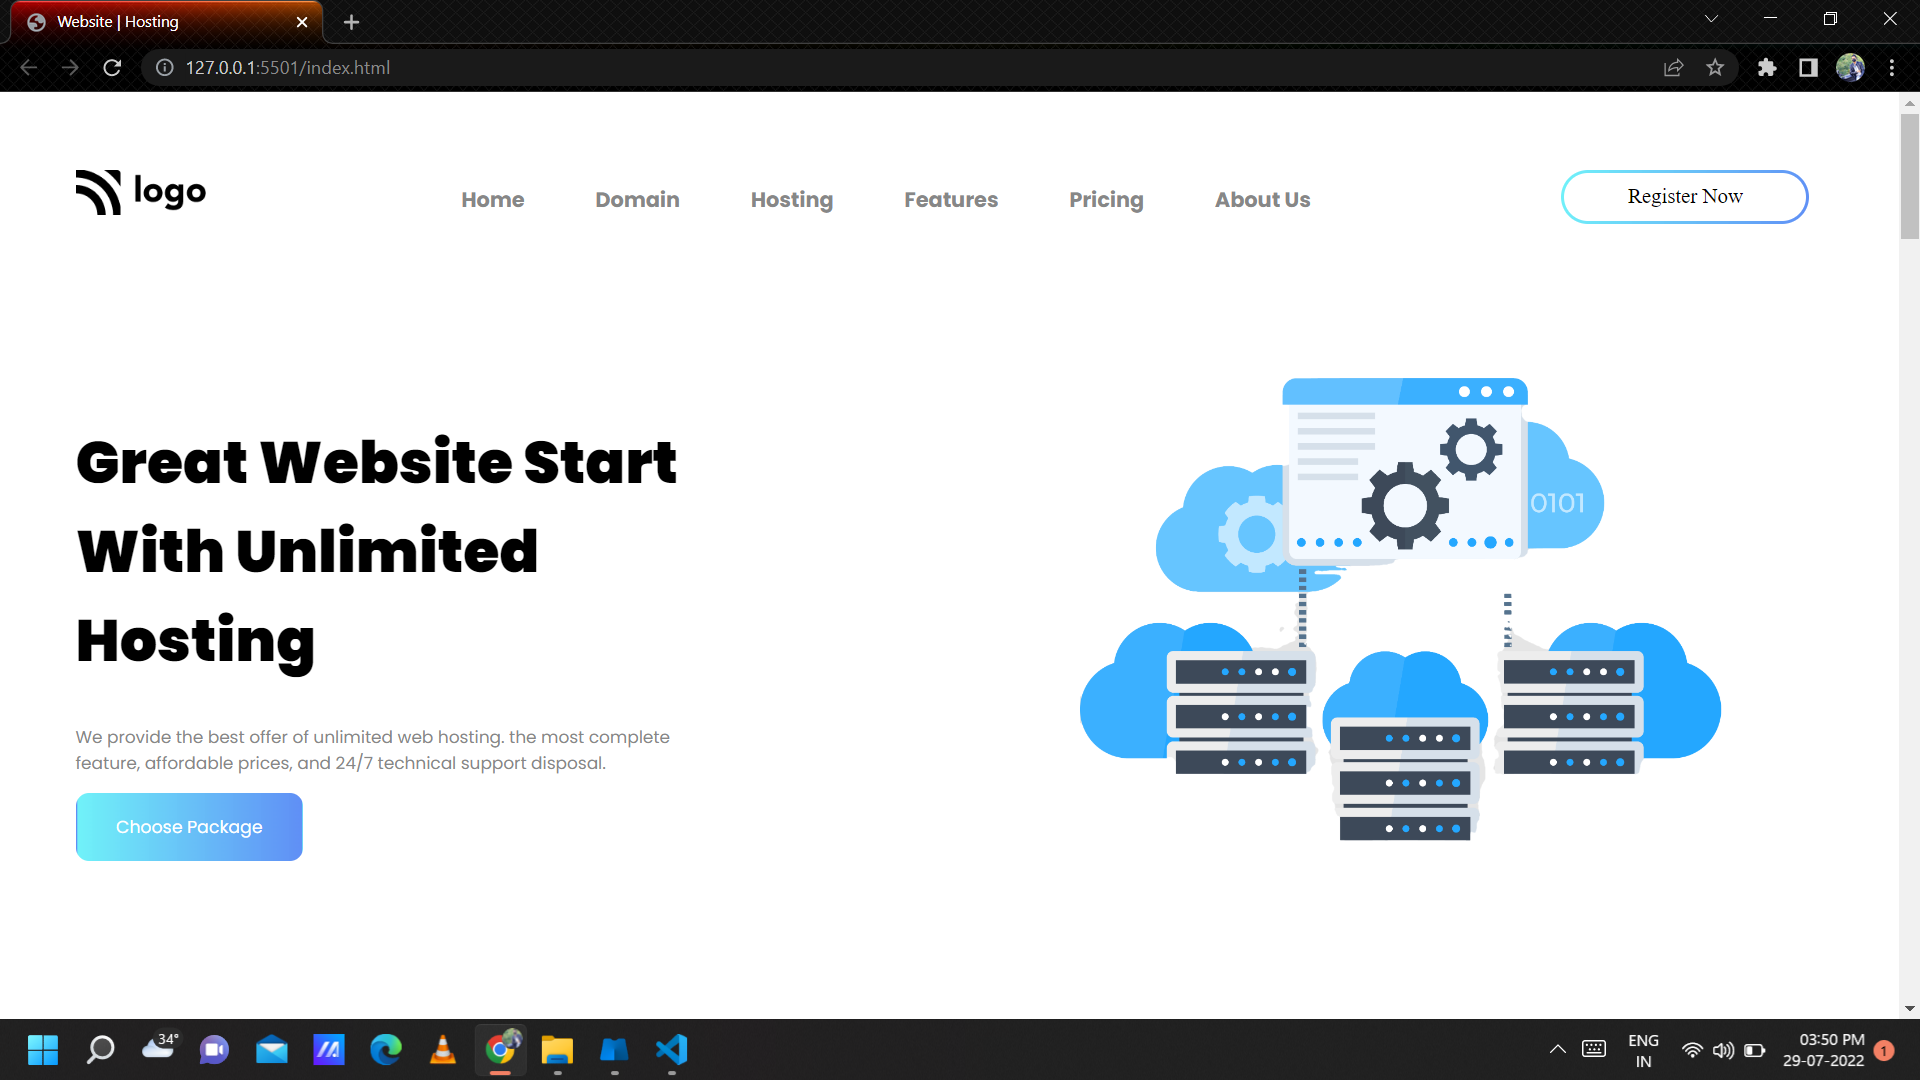 Website | Hosting
127.0.0.1:5501/index.html
logo
Home
Domain
Hosting
Features
Pricing
About Us
Register Now
Great Website Start
With Unlimited
Hosting
0101
We provide the best offer of unlimited web hosting. the most complete
feature, affordable prices, and 24/7 technical support disposal.
Choose Package
34°
ENG
IN
03:50 PM
29-07-2022
1